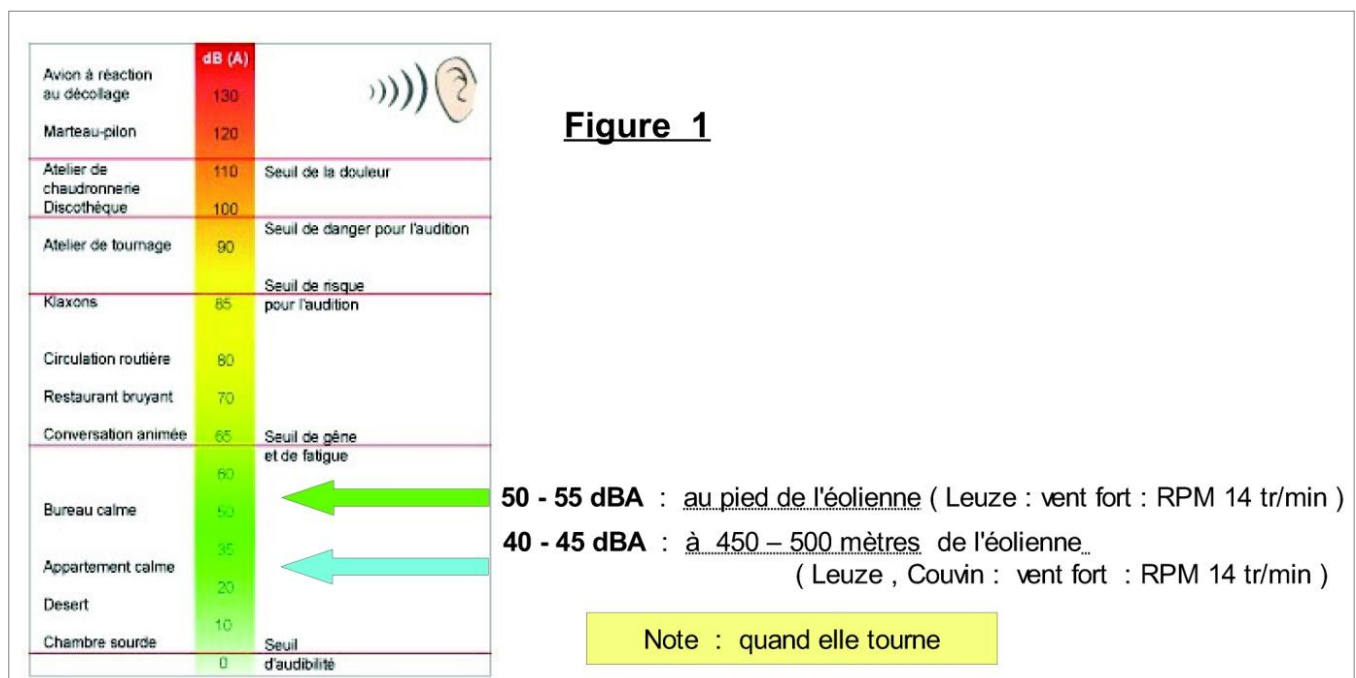 dB (A)
Avion à réaction
au décollage
130
Marteau-pilon
120
Atelier de
chaudronnerie
110
Seuil de la douleur
Discothèque
100
Seuil de danger pour l'audition
Atelier de tournage
90
Seuil de risque
pour l'audition
Klaxons
85
Circulation routière
80
Restaurant bruyant
70
Conversation animée
65
Seuil de gêne
et de fatigue
60
Bureau calme
50
35
Appartement calme
20
Desert
10
Chambre sourde
Seuil
d'audibilité
0
Figure 1
50 - 55 dBA : au pied de l'éolienne ( Leuze : vent fort : RPM 14 tr/min )
40 - 45 dBA : à 450 – 500 mètres de l'éolienne
( Leuze , Couvin : vent fort : RPM 14 tr/min )
Note : quand elle tourne